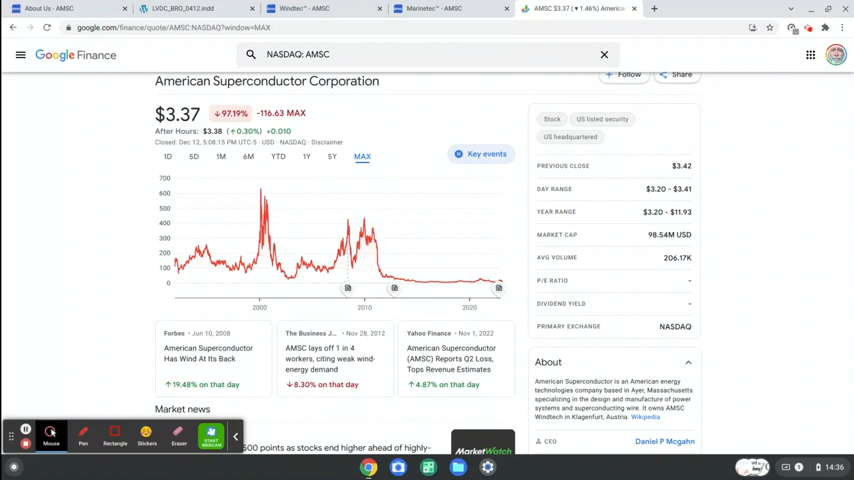 About Us - AMSC
LVDC_BRO_0412.indd
Windtec™ - AMSC
Marinetec™ - AMSC
AMSC $3.37 (▼1.46%) American
google.com/finance/quote/AMSC:NASDAQ?window=MAX
Google Finance
NASDAQ: AMSC
American Superconductor Corporation
Follow
Share
$3.37
↓ 97.19%
-116.63 MAX
After Hours: $3.38 (↑0.30%) +0.010
Closed: Dec 12, 5:08:15 PM UTC-5 · USD · NASDAQ · Disclaimer
1D 5D 1M 6M YTD 1Y 5Y MAX
Key events
700
600
500
400
300
200
100
0
2000 2010 2020
Forbes • Jun 10, 2008
American Superconductor
Has Wind At Its Back
↑19.48% on that day
The Business J... • Nov 28, 2012
AMSC lays off 1 in 4
workers, citing weak wind-
energy demand
↓8.30% on that day
Yahoo Finance • Nov 1, 2022
American Superconductor
(AMSC) Reports Q2 Loss,
Tops Revenue Estimates
↑4.87% on that day
Market news
500 points as stocks end higher ahead of highly-
MarketWatch
Stock
US listed security
US headquartered
PREVIOUS CLOSE $3.42
DAY RANGE $3.20 - $3.41
YEAR RANGE $3.20 - $11.93
MARKET CAP 98.54M USD
AVG VOLUME 206.17K
P/E RATIO -
DIVIDEND YIELD -
PRIMARY EXCHANGE NASDAQ
About
American Superconductor is an American energy
technologies company based in Ayer, Massachusetts
specializing in the design and manufacture of power
systems and superconducting wire. It owns AMSC
Windtech in Klagenfurt, Austria. Wikipedia
CEO Daniel P Mcgahn
Mouse
Pen
Rectangle
Stickers
Eraser
START
WEBCAM
14:36